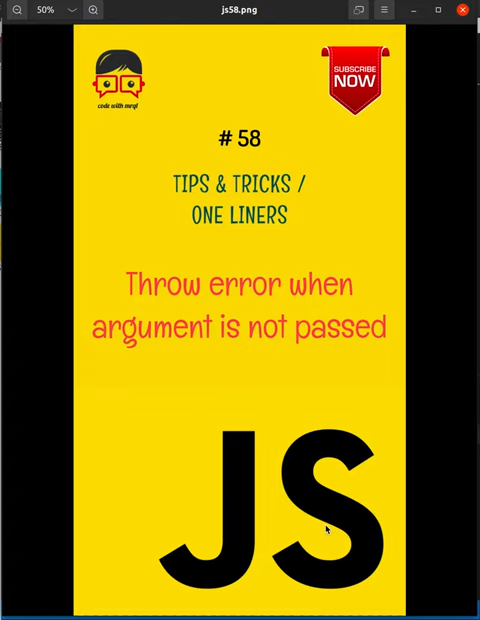 50%
js58.png
code with mrgl
SUBSCRIBE
NOW
# 58
TIPS & TRICKS /
ONE LINERS
Throw error when
argument is not passed
JS